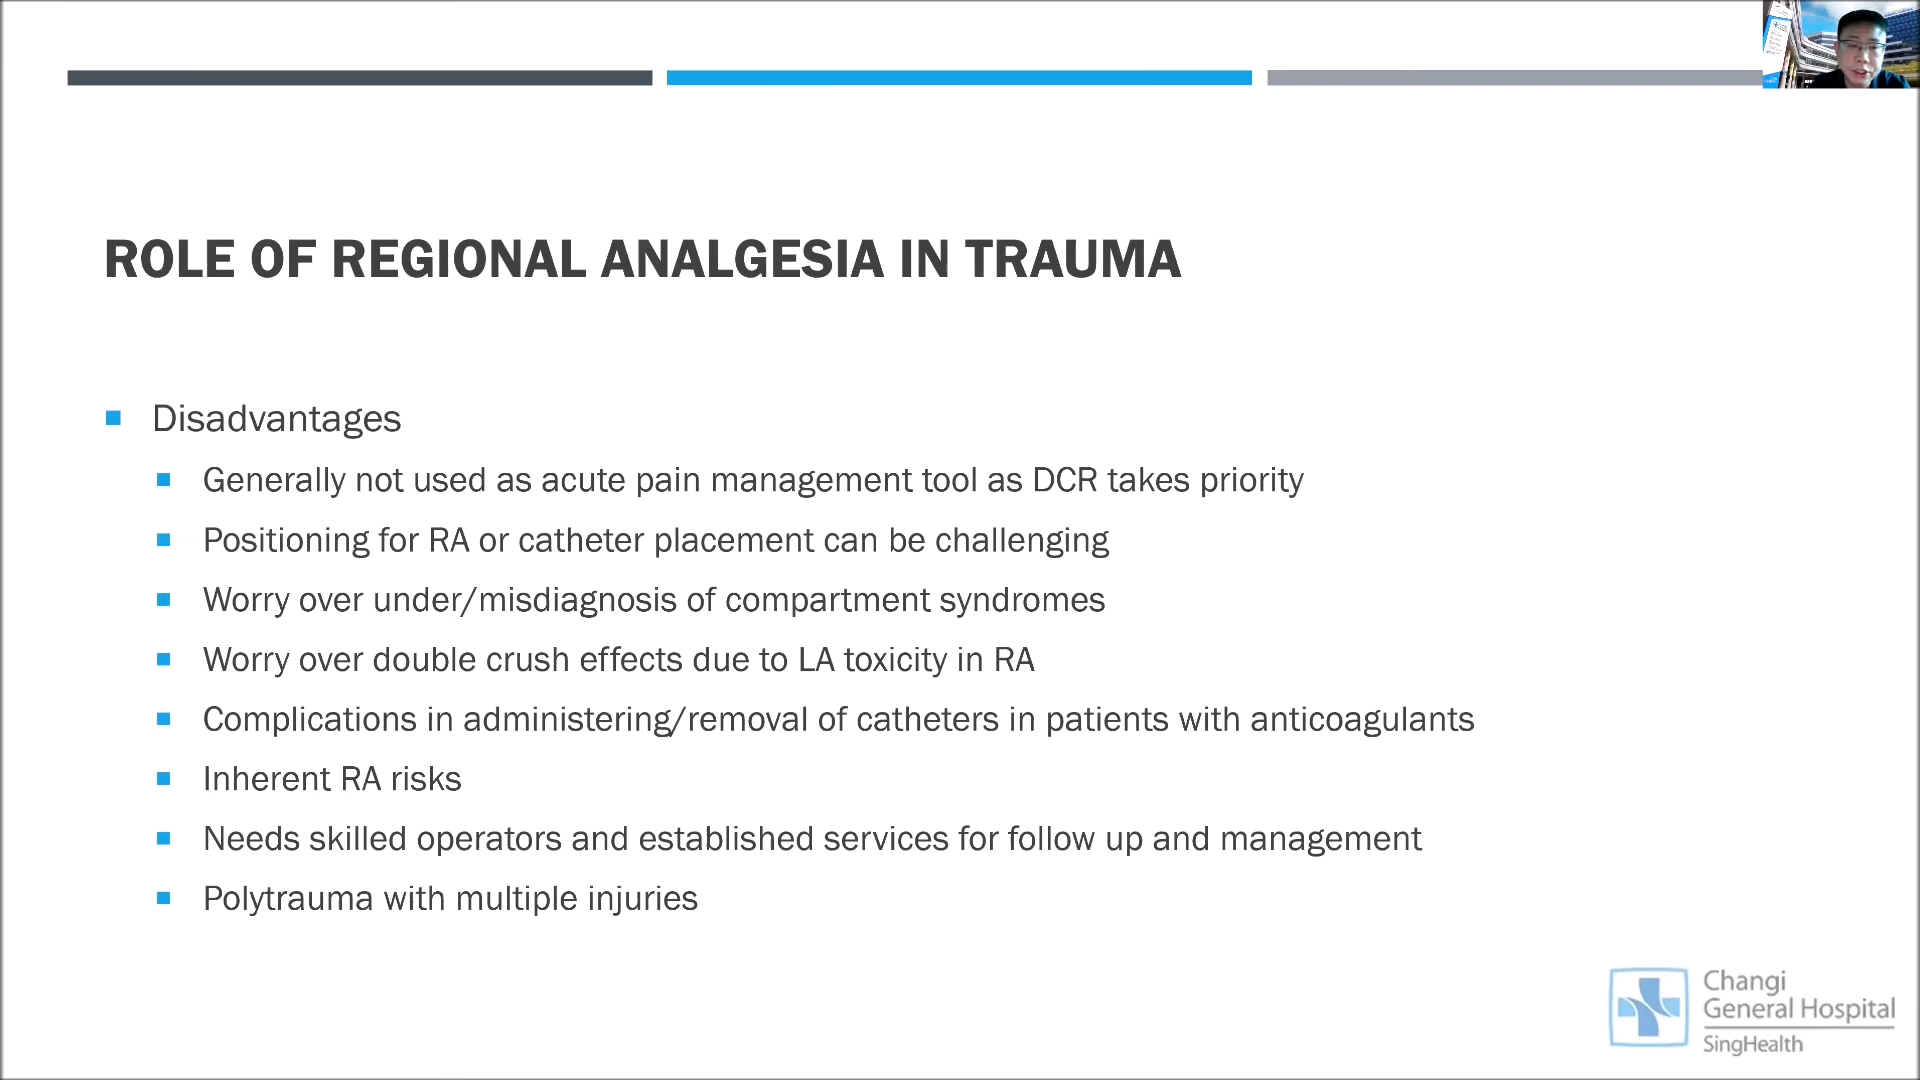 ROLE OF REGIONAL ANALGESIA IN TRAUMA
Disadvantages
Generally not used as acute pain management tool as DCR takes priority
Positioning for RA or catheter placement can be challenging
Worry over under/misdiagnosis of compartment syndromes
Worry over double crush effects due to LA toxicity in RA
Complications in administering/removal of catheters in patients with anticoagulants
Inherent RA risks
Needs skilled operators and established services for follow up and management
Polytrauma with multiple injuries
Changi
General Hospital
SingHealth